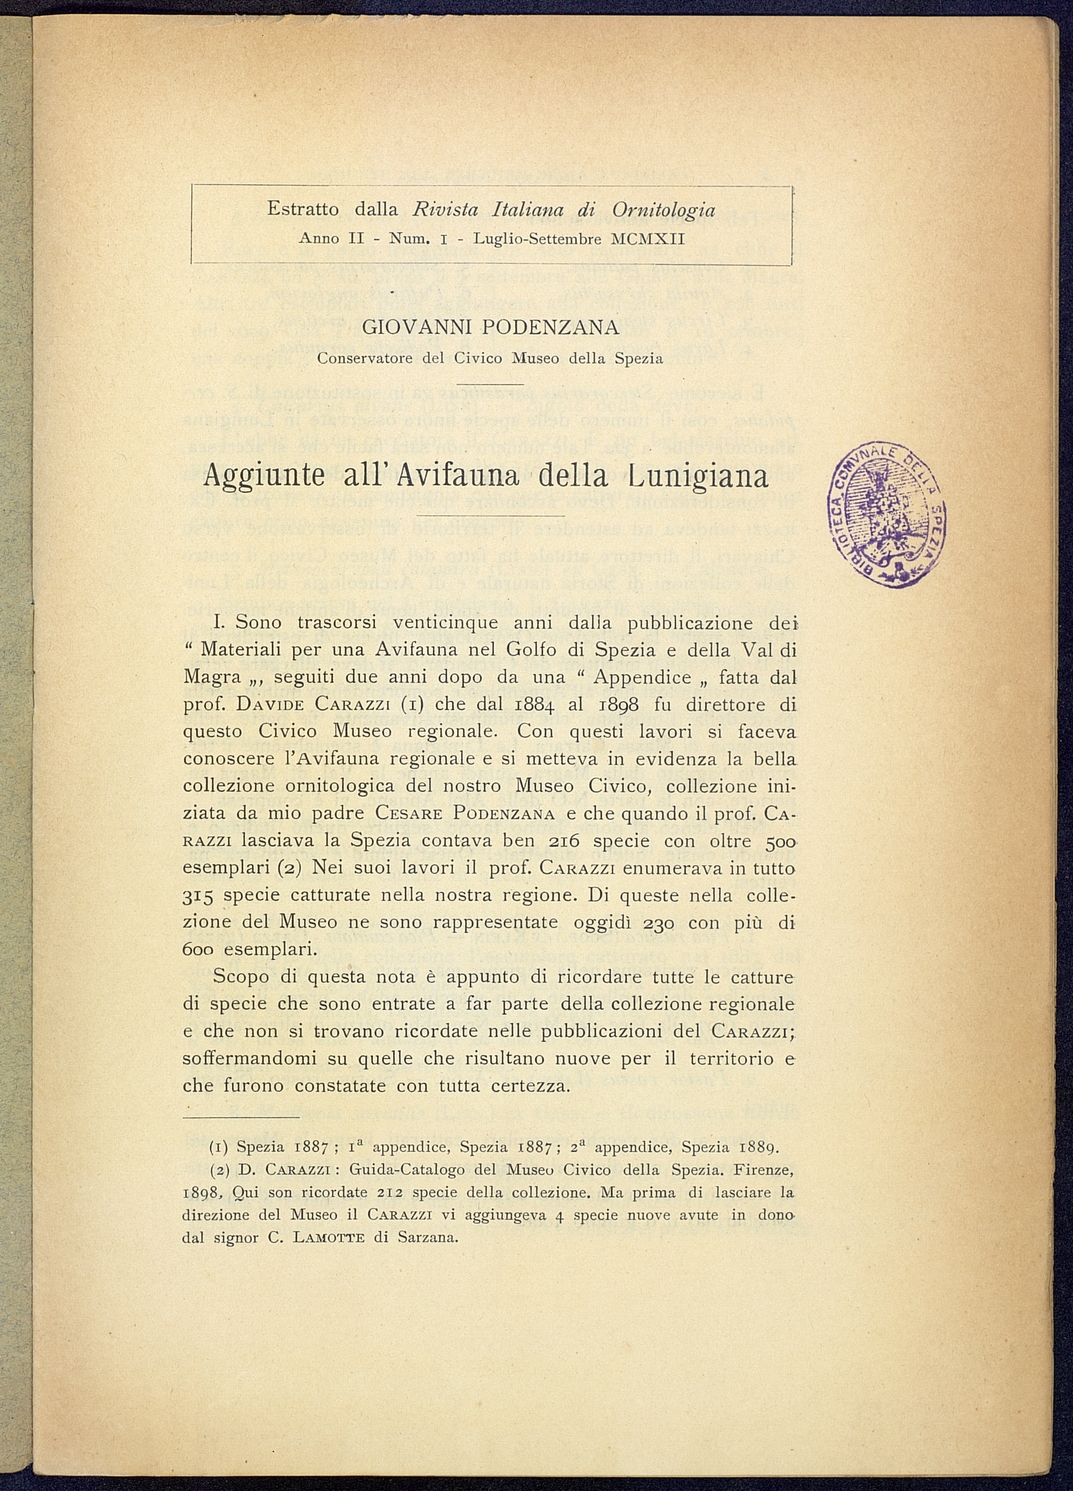 Estratto dalla Rivista Italiana di Ornitologia
Anno II - Num. 1 - Luglio-Settembre MCMXII
GIOVANNI PODENZANA
Conservatore del Civico Museo della Spezia
Aggiunte all' Avifauna della Lunigiana
BIBLIOTECA COMVNALE DELLA SPEZIA
I. Sono trascorsi venticinque anni dalla pubblicazione dei
“ Materiali per una Avifauna nel Golfo di Spezia e della Val di
Magra „, seguiti due anni dopo da una “ Appendice „ fatta dal
prof. DAVIDE CARAZZI (1) che dal 1884 al 1898 fu direttore di
questo Civico Museo regionale. Con questi lavori si faceva
conoscere l'Avifauna regionale e si metteva in evidenza la bella
collezione ornitologica del nostro Museo Civico, collezione ini-
ziata da mio padre CESARE PODENZANA e che quando il prof. CA-
RAZZI lasciava la Spezia contava ben 216 specie con oltre 500
esemplari (2) Nei suoi lavori il prof. CARAZZI enumerava in tutto
315 specie catturate nella nostra regione. Di queste nella colle-
zione del Museo ne sono rappresentate oggidì 230 con più di
600 esemplari.
Scopo di questa nota è appunto di ricordare tutte le catture
di specie che sono entrate a far parte della collezione regionale
e che non si trovano ricordate nelle pubblicazioni del CARAZZI;
soffermandomi su quelle che risultano nuove per il territorio e
che furono constatate con tutta certezza.
(1) Spezia 1887 ; 1ª appendice, Spezia 1887 ; 2ª appendice, Spezia 1889.
(2) D. CARAZZI : Guida-Catalogo del Museo Civico della Spezia. Firenze,
1898, Qui son ricordate 212 specie della collezione. Ma prima di lasciare la
direzione del Museo il CARAZZI vi aggiungeva 4 specie nuove avute in dono
dal signor C. LAMOTTE di Sarzana.